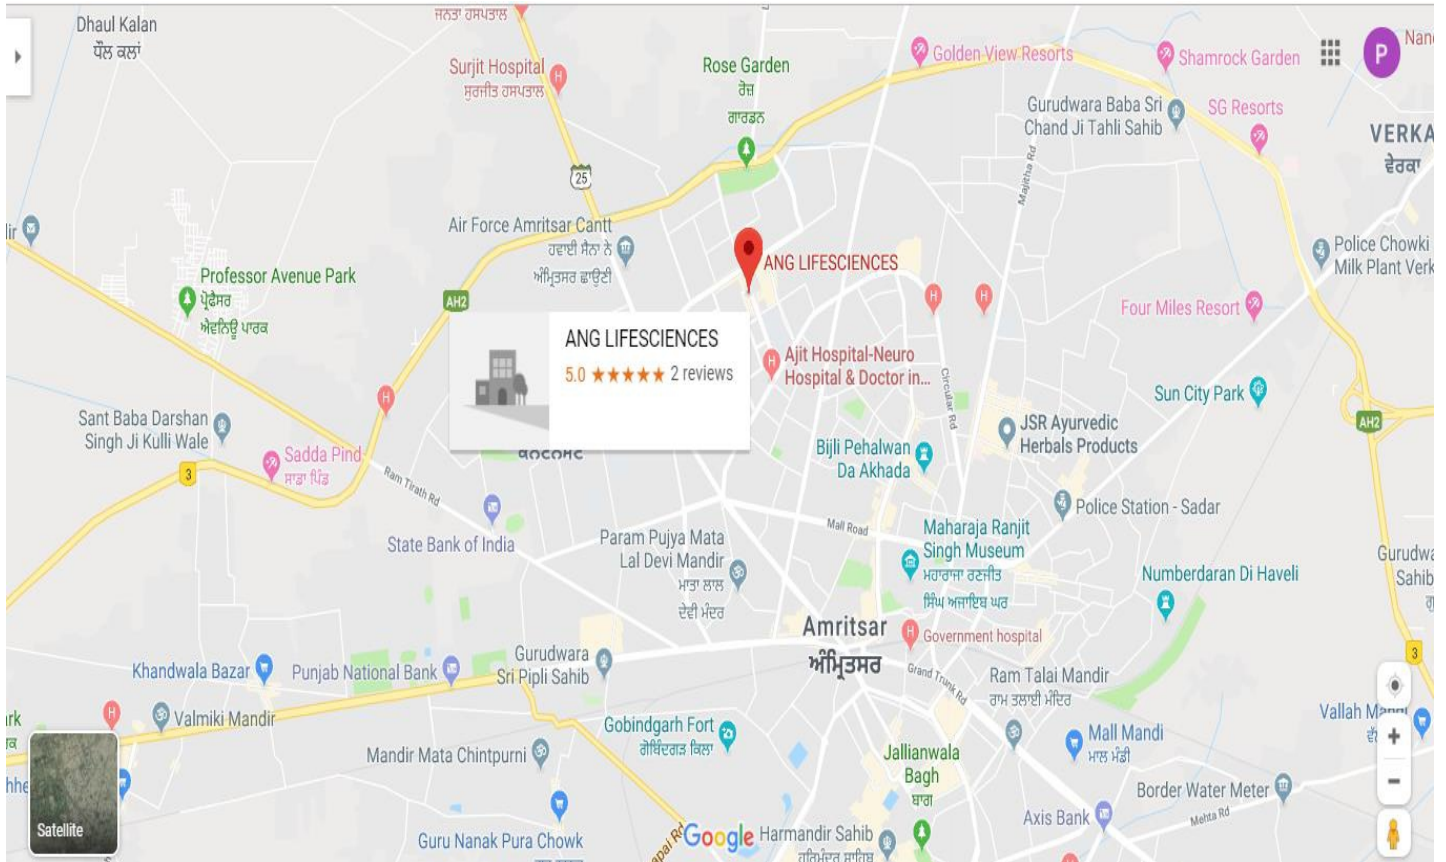 Dhaul Kalan
ਧੌਲ ਕਲਾਂ
ਜਨਤਾ ਹਸਪਤਾਲ
Surjit Hospital
ਸੁਰਜੀਤ ਹਸਪਤਾਲ
Rose Garden
ਰੋਜ਼
ਗਾਰਡਨ
Golden View Resorts
Shamrock Garden
P
Gurudwara Baba Sri
Chand Ji Tahli Sahib
SG Resorts
VERKA
ਵੇਰਕਾ
Majitha Rd
25
Air Force Amritsar Cantt
ਹਵਾਈ ਸੈਨਾ ਨੇ
ਅੰਮ੍ਰਿਤਸਰ ਛਾਉਣੀ
ANG LIFESCIENCES
Police Chowki
Milk Plant Verk
Professor Avenue Park
ਪ੍ਰੋਫੈਸਰ
ਐਵਨਿਊ ਪਾਰਕ
AH2
Four Miles Resort
ANG LIFESCIENCES
5.0 ★★★★★ 2 reviews
Ajit Hospital-Neuro
Hospital & Doctor in...
Circular Rd
Sun City Park
AH2
Sant Baba Darshan
Singh Ji Kulli Wale
JSR Ayurvedic
Herbals Products
Sadda Pind
ਸਾਡਾ ਪਿੰਡ
3
Ram Tirath Rd
Bijli Pehalwan
Da Akhada
Police Station - Sadar
State Bank of India
Param Pujya Mata
Lal Devi Mandir
ਮਾਤਾ ਲਾਲ
ਦੇਵੀ ਮੰਦਰ
Mall Road
Maharaja Ranjit
Singh Museum
ਮਹਾਰਾਜਾ ਰਣਜੀਤ
ਸਿੰਘ ਅਜਾਇਬ ਘਰ
Numberdaran Di Haveli
Gurudwa
Sahib
Amritsar
ਅੰਮ੍ਰਿਤਸਰ
Government hospital
3
Khandwala Bazar
Punjab National Bank
Gurudwara
Sri Pipli Sahib
Grand Trunk Rd
Ram Talai Mandir
ਰਾਮ ਤਲਾਈ ਮੰਦਿਰ
Valmiki Mandir
Gobindgarh Fort
ਗੋਬਿੰਦਗੜ ਕਿਲਾ
Mall Mandi
ਮਾਲ ਮੰਡੀ
Vallah Mandi
Mandir Mata Chintpurni
Jallianwala
Bagh
ਬਾਗ
Border Water Meter
Mehta Rd
Axis Bank
Satellite
Guru Nanak Pura Chowk
Google
Harmandir Sahib
ਹਰਿਮੰਦਰ ਸਾਹਿਬ